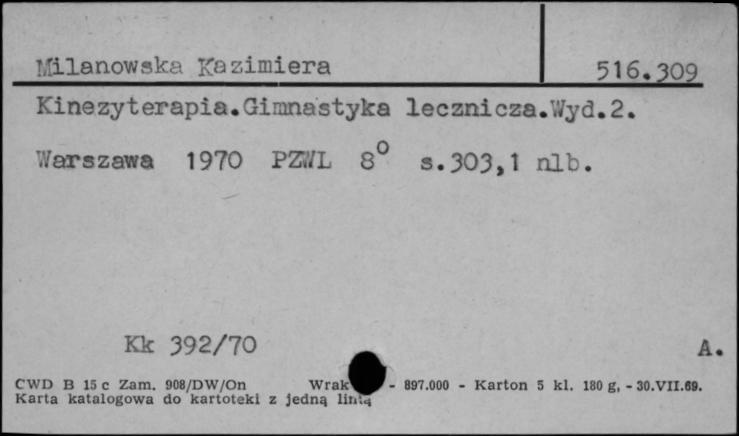 Milanowska Kazimiera 516.309
Kinezyterapia.Gimnastyka lecznicza.Wyd.2.
Warszawa 1970 PZWL 8° s.303,1 nlb.
Kk 392/70 A.
CWD B 15 c Zam. 908/DW/On Wrak - 897.000 - Karton 5 kl. 180 g, - 30.VII.69.
Karta katalogowa do kartoteki z jedną linią